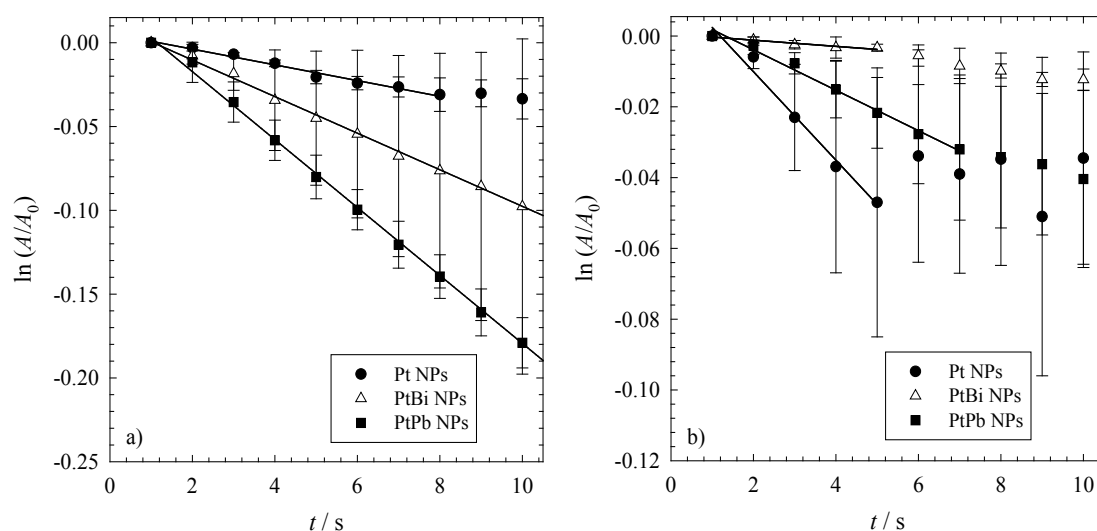 0.00
-0.05
-0.10
-0.15
-0.20
-0.25
ln (A/A0)
0 2 4 6 8 10
t / s
Pt NPs
PtBi NPs
PtPb NPs
a)
0.00
-0.02
-0.04
-0.06
-0.08
-0.10
-0.12
ln (A/A0)
0 2 4 6 8 10
t / s
Pt NPs
PtBi NPs
PtPb NPs
b)